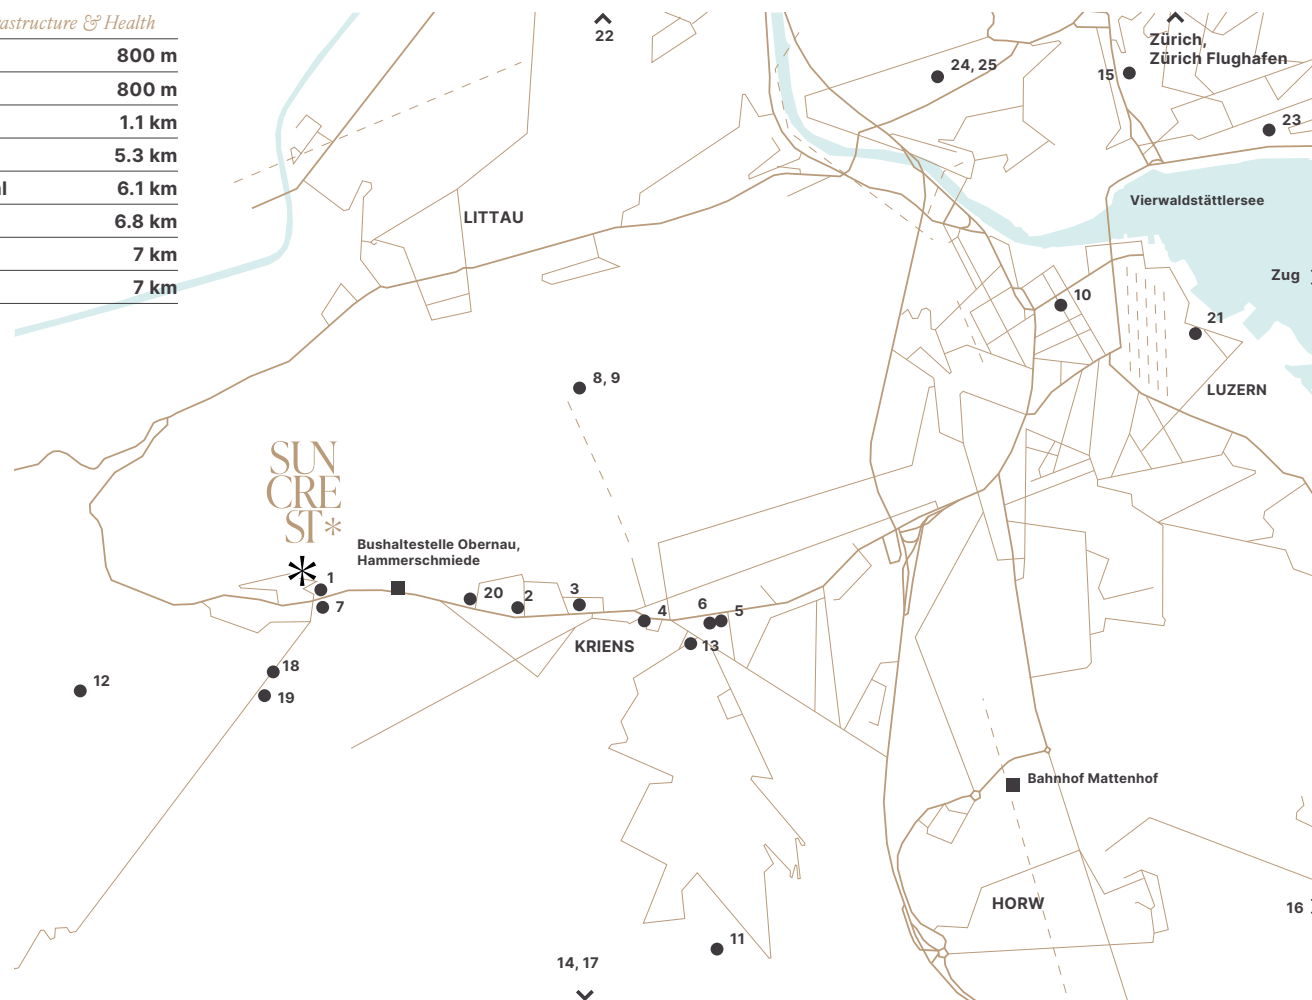 & Health
800 m
800 m
1.1 km
5.3 km
6.1 km
6.8 km
7 km
7 km
22
24, 25
Zürich,
Zürich Flughafen
15
23
Vierwaldstättlersee
LITTAU
Zug
10
21
8, 9
LUZERN
SUN
CRE
ST*
Bushaltestelle Obernau,
Hammerschmiede
1
7
20
2
3
4
6
5
KRIENS
13
18
19
12
Bahnhof Mattenhof
HORW
16
11
14, 17